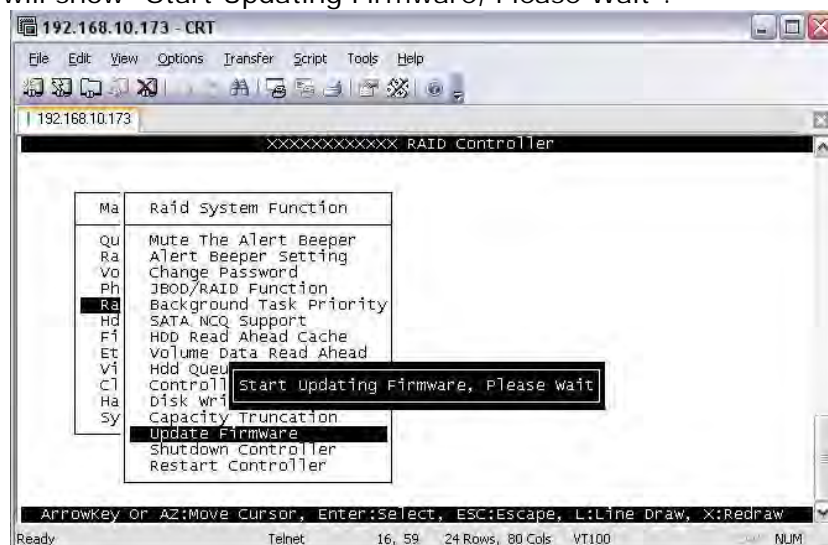 will show "Start Updating Firmware, Please Wait".
192.168.10.173 - CRT
File Edit View Options Transfer Script Tools Help
192.168.10.173
XXXXXXXXXXXX RAID Controller
Ma
Raid System Function
Qu
Mute The Alert Beeper
Ra
Alert Beeper Setting
Vo
Change Password
Ph
JBOD/RAID Function
Ra
Background Task Priority
Hd
SATA NCQ Support
Fi
HDD Read Ahead Cache
Et
Volume Data Read Ahead
Vi
Hdd Queu
Cl
Controll
Start Updating Firmware, Please Wait
Ha
Disk Wri
Sy
Capacity Truncation
Update Firmware
Shutdown Controller
Restart Controller
ArrowKey Or AZ:Move Cursor, Enter:Select, ESC:Escape, L:Line Draw, X:Redraw
Ready Telnet 16, 59 24 Rows, 80 Cols VT100 NUM